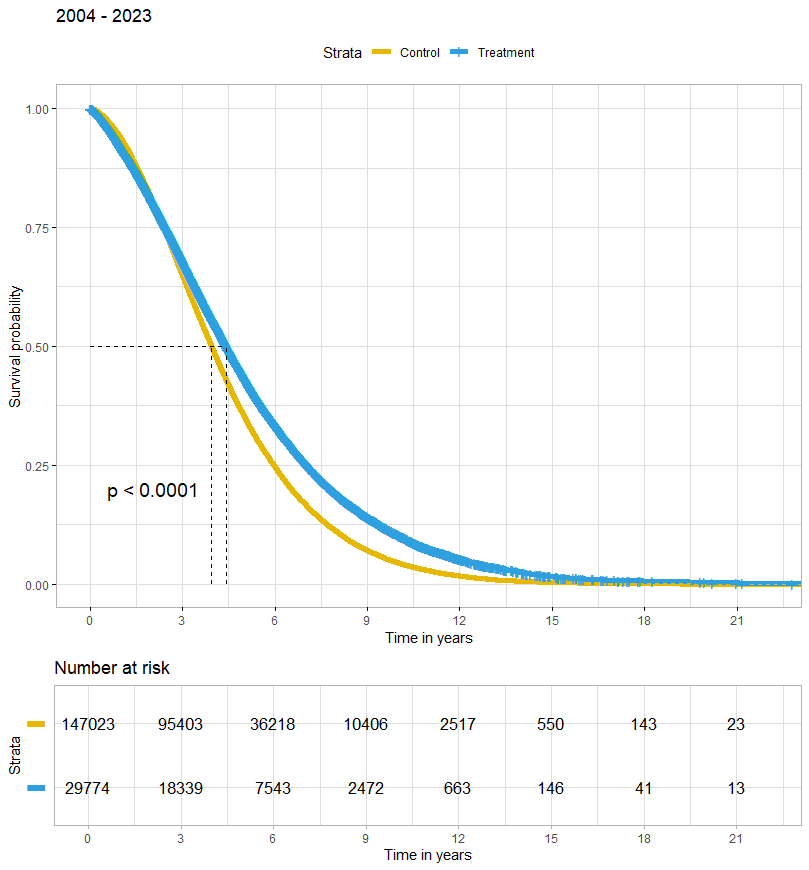 2004 - 2023
Strata Control Treatment
1.00
0.75
0.50
0.25
0.00
Survival probability
p < 0.0001
0 3 6 9 12 15 18 21
Time in years
Number at risk
Strata
147023 95403 36218 10406 2517 550 143 23
29774 18339 7543 2472 663 146 41 13
0 3 6 9 12 15 18 21
Time in years